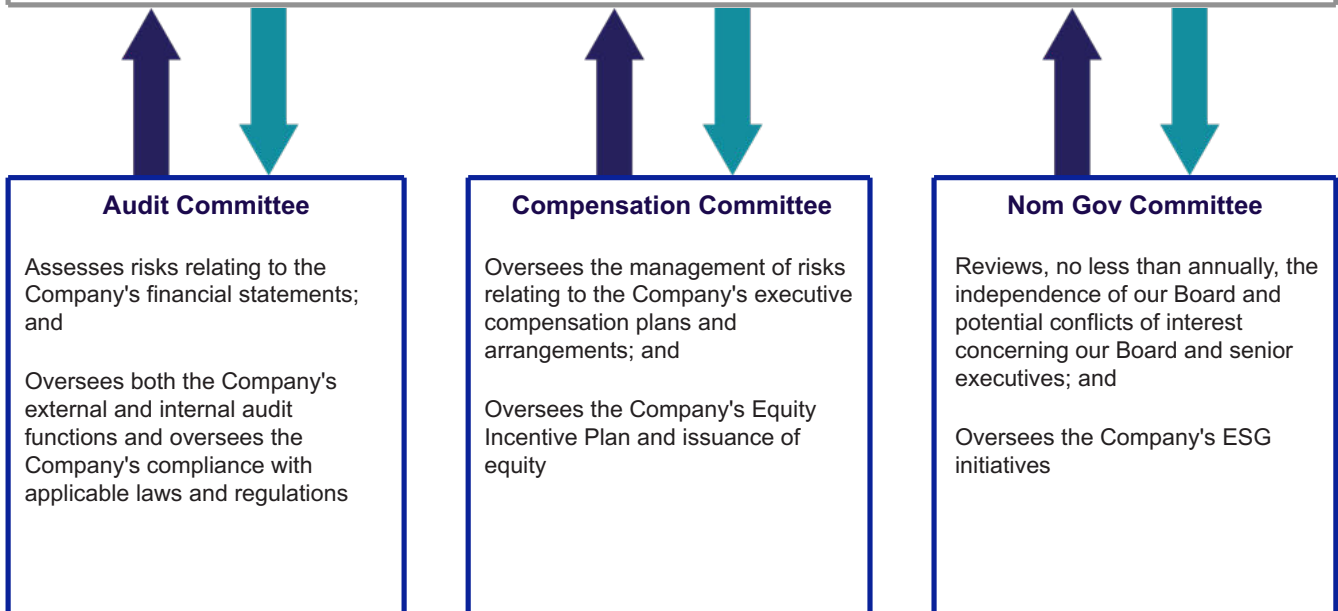 Audit Committee
Assesses risks relating to the
Company's financial statements;
and
Oversees both the Company's
external and internal audit
functions and oversees the
Company's compliance with
applicable laws and regulations
Compensation Committee
Oversees the management of risks
relating to the Company's executive
compensation plans and
arrangements; and
Oversees the Company's Equity
Incentive Plan and issuance of
equity
Nom Gov Committee
Reviews, no less than annually, the
independence of our Board and
potential conflicts of interest
concerning our Board and senior
executives; and
Oversees the Company's ESG
initiatives